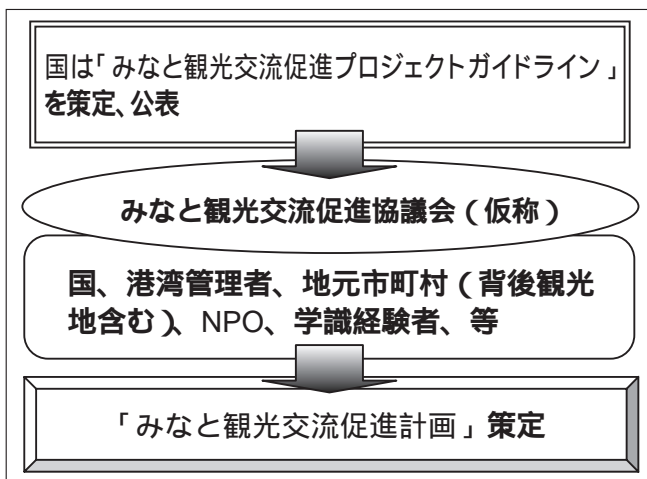 国は「みなと観光交流促進プロジェクトガイドライン」
を策定、公表
みなと観光交流促進協議会（仮称）
国、港湾管理者、地元市町村（背後観光
地含む）、NPO、学識経験者、等
「みなと観光交流促進計画」策定